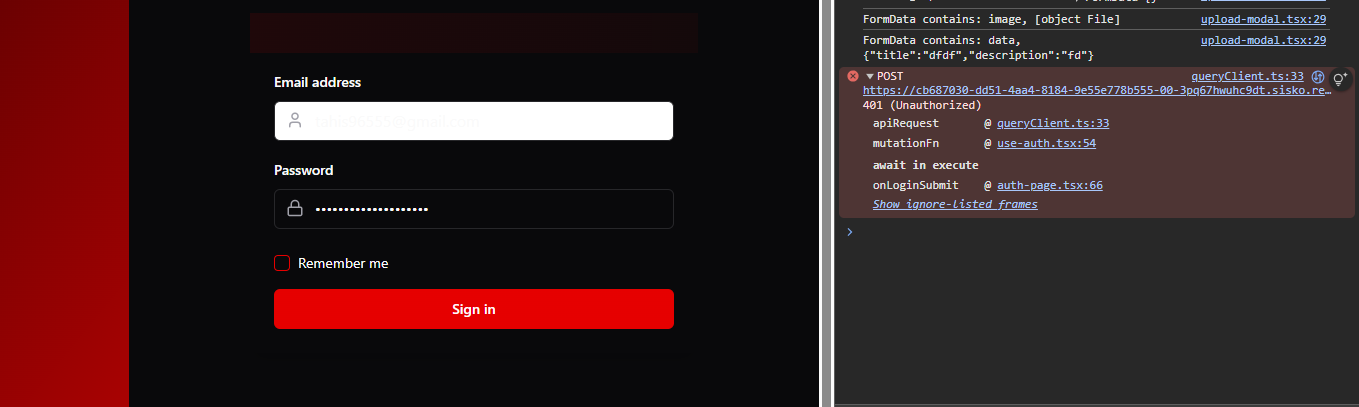 Email address
Password
••••••••••••••••••••
Remember me
Sign in
FormData contains: image, [object File] upload-modal.tsx:29
FormData contains: data, upload-modal.tsx:29
{"title":"dfdf","description":"fd"}
POST queryClient.ts:33
https://cb687030-dd51-4aa4-8184-9e55e778b555-00-3pq67hwuhc9dt.sisko.re…
401 (Unauthorized)
apiRequest @ queryClient.ts:33
mutationFn @ use-auth.tsx:54
await in execute
onLoginSubmit @ auth-page.tsx:66
Show ignore-listed frames